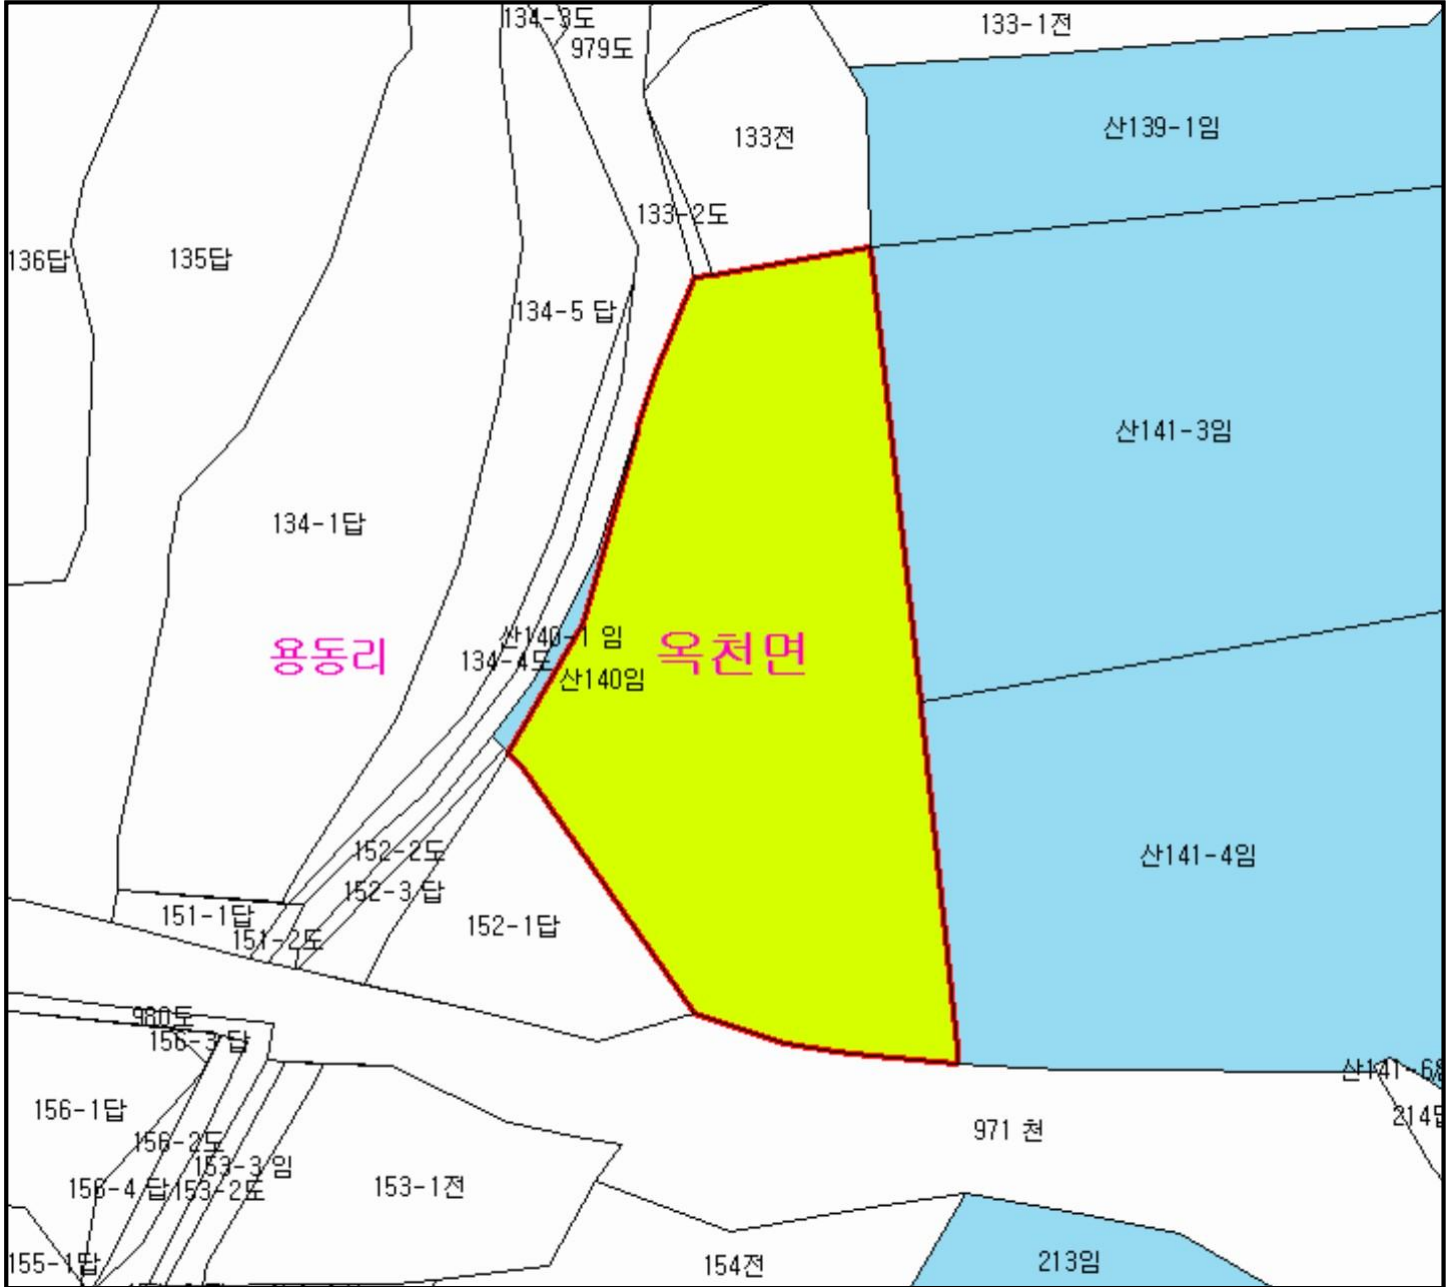 134-3도
133-1전
979도
산139-1임
133전
133-2도
136답
135답
134-5 답
산141-3임
134-1답
산140-1 임
용동리
옥천면
134-4도
산140임
152-2도
산141-4임
152-3 답
151-1답
152-1답
151-2도
980도
156-3 답
산141-6
156-1답
214답
971 천
156-2도
153-3 임
156-4 답
153-2도
153-1전
155-1답
154전
213임